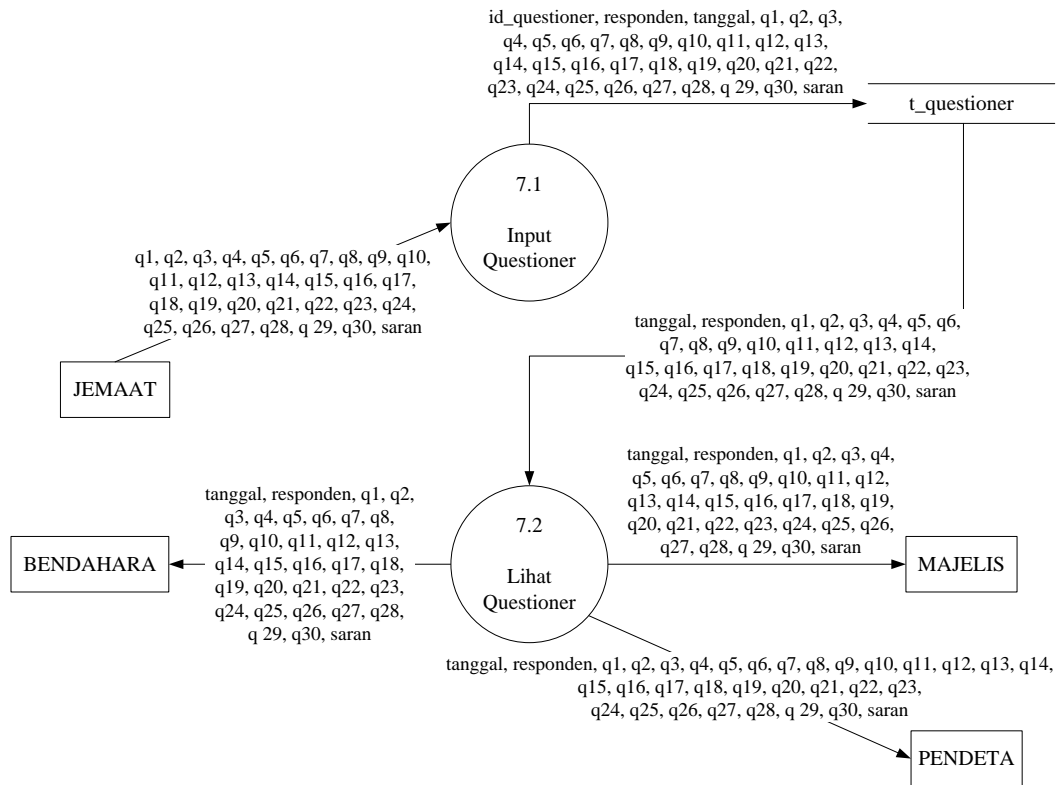 id_questioner, responden, tanggal, q1, q2, q3,
q4, q5, q6, q7, q8, q9, q10, q11, q12, q13,
q14, q15, q16, q17, q18, q19, q20, q21, q22,
q23, q24, q25, q26, q27, q28, q 29, q30, saran
t_questioner
7.1
Input
Questioner
q1, q2, q3, q4, q5, q6, q7, q8, q9, q10,
q11, q12, q13, q14, q15, q16, q17,
q18, q19, q20, q21, q22, q23, q24,
q25, q26, q27, q28, q 29, q30, saran
JEMAAT
tanggal, responden, q1, q2, q3, q4, q5, q6,
q7, q8, q9, q10, q11, q12, q13, q14,
q15, q16, q17, q18, q19, q20, q21, q22, q23,
q24, q25, q26, q27, q28, q 29, q30, saran
tanggal, responden, q1, q2, q3, q4,
q5, q6, q7, q8, q9, q10, q11, q12,
q13, q14, q15, q16, q17, q18, q19,
q20, q21, q22, q23, q24, q25, q26,
q27, q28, q 29, q30, saran
tanggal, responden, q1, q2,
q3, q4, q5, q6, q7, q8,
q9, q10, q11, q12, q13,
q14, q15, q16, q17, q18,
q19, q20, q21, q22, q23,
q24, q25, q26, q27, q28,
q 29, q30, saran
BENDAHARA
7.2
Lihat
Questioner
MAJELIS
tanggal, responden, q1, q2, q3, q4, q5, q6, q7, q8, q9, q10, q11, q12, q13, q14,
q15, q16, q17, q18, q19, q20, q21, q22, q23,
q24, q25, q26, q27, q28, q 29, q30, saran
PENDETA